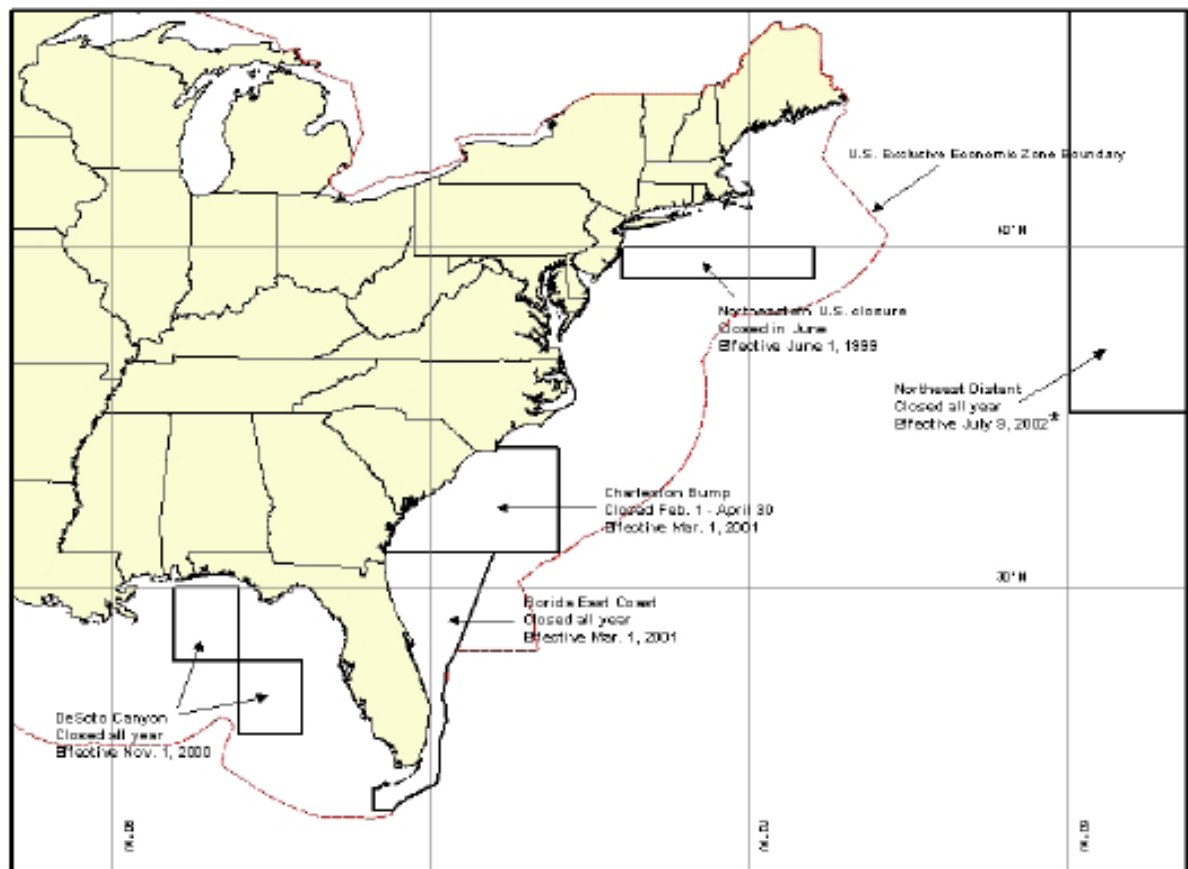 U.S. Exclusive Economic Zone Boundary
40° N
Northeastern U.S. closure
Closed in June
Effective June 1, 1999
Northeast Distant
Closed all year
Effective July 9, 2002*
Charleston Bump
Closed Feb. 1 - April 30
Effective Mar. 1, 2001
30° N
Florida East Coast
Closed all year
Effective Mar. 1, 2001
DeSoto Canyon
Closed all year
Effective Nov. 1, 2000